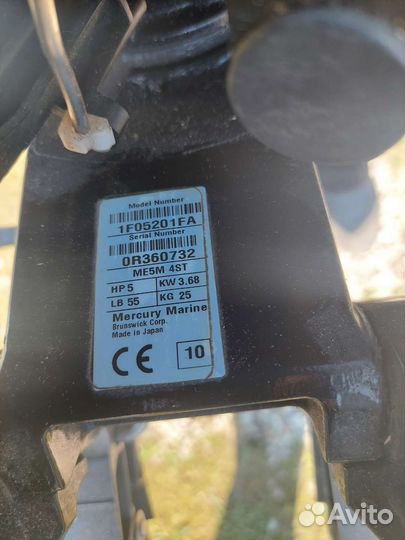 Model Number
1F05201FA
Serial Number
0R360732
ME5M 4ST
HP 5 KW 3.68
LB 55 KG 25
Mercury Marine
Brunswick Corp.
Made in Japan
CE 10
Avito